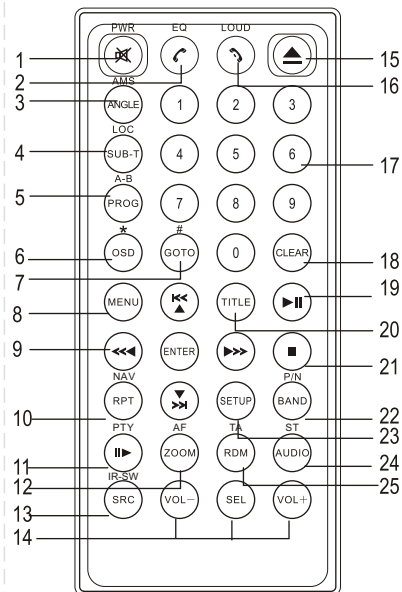 PWR EQ LOUD
1 15
2 16
AMS
3 ANGLE 1 2 3
LOC
4 SUB-T 4 5 6 17
A-B
5 PROG 7 8 9
* #
6 OSD GOTO 0 CLEAR 18
7
8 MENU TITLE 19
20
9 ENTER 21
NAV P/N
10 RPT SETUP BAND 22
23
PTY AF TA ST
11 ZOOM RDM AUDIO 24
12 25
IR-SW
13 SRC VOL− SEL VOL+
14